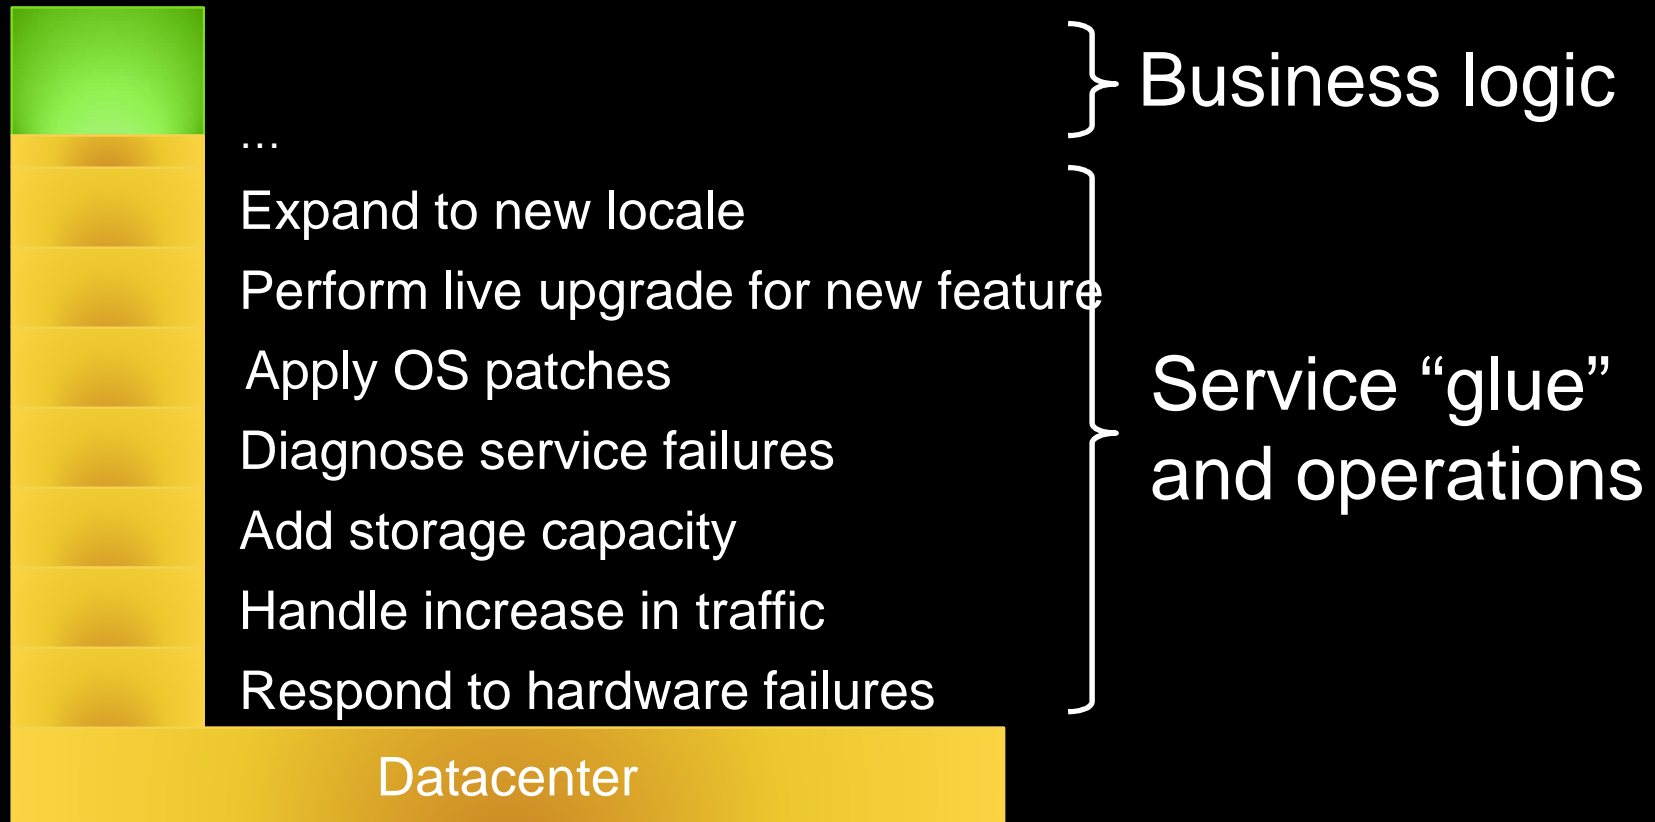 Business logic
...
Expand to new locale
Perform live upgrade for new feature
Apply OS patches
Diagnose service failures
Add storage capacity
Handle increase in traffic
Respond to hardware failures
Service “glue”
and operations
Datacenter